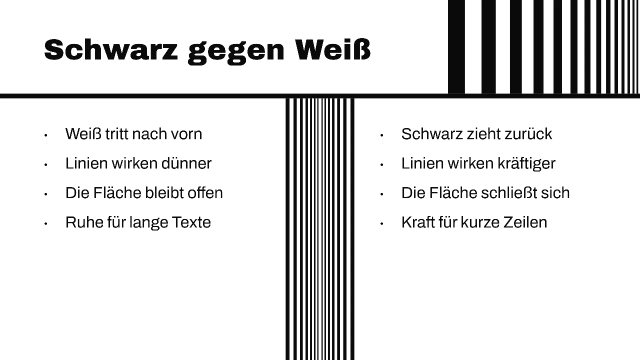 Schwarz gegen Weiß
· Weiß tritt nach vorn
· Linien wirken dünner
· Die Fläche bleibt offen
· Ruhe für lange Texte
· Schwarz zieht zurück
· Linien wirken kräftiger
· Die Fläche schließt sich
· Kraft für kurze Zeilen